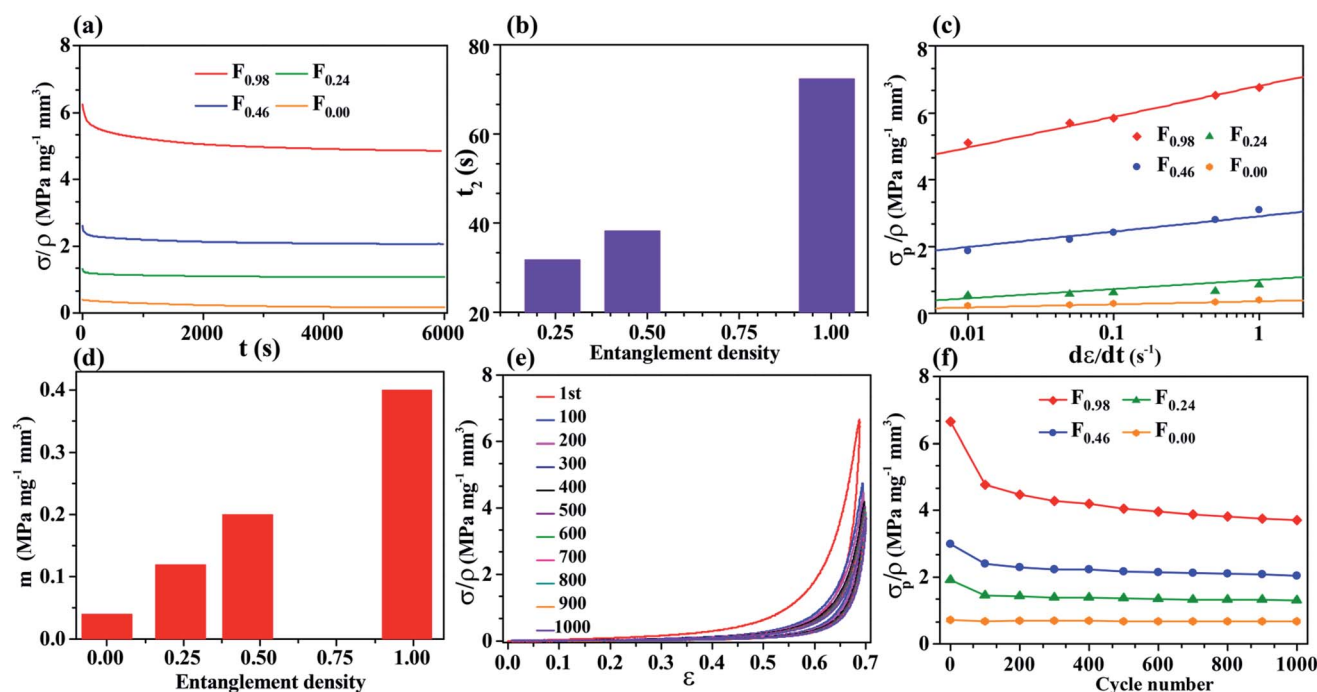 (a)
8
6
4
2
0
σ/ρ (MPa mg⁻¹ mm³)
F₀.₉₈ F₀.₂₄
F₀.₄₆ F₀.₀₀
0 2000 4000 6000
t (s)
(b)
80
60
40
20
t₂ (s)
0.25 0.50 0.75 1.00
Entanglement density
(c)
8
6
4
2
0
σₚ/ρ (MPa mg⁻¹ mm³)
F₀.₉₈ F₀.₂₄
F₀.₄₆ F₀.₀₀
0.01 0.1 1
dε/dt (s⁻¹)
(d)
0.4
0.3
0.2
0.1
0.0
m (MPa mg⁻¹ mm³)
0.00 0.25 0.50 0.75 1.00
Entanglement density
(e)
8
6
4
2
0
σ/ρ (MPa mg⁻¹ mm³)
1st
100
200
300
400
500
600
700
800
900
1000
0.0 0.1 0.2 0.3 0.4 0.5 0.6 0.7
ε
(f)
8
6
4
2
0
σₚ/ρ (MPa mg⁻¹ mm³)
F₀.₉₈ F₀.₂₄
F₀.₄₆ F₀.₀₀
0 200 400 600 800 1000
Cycle number